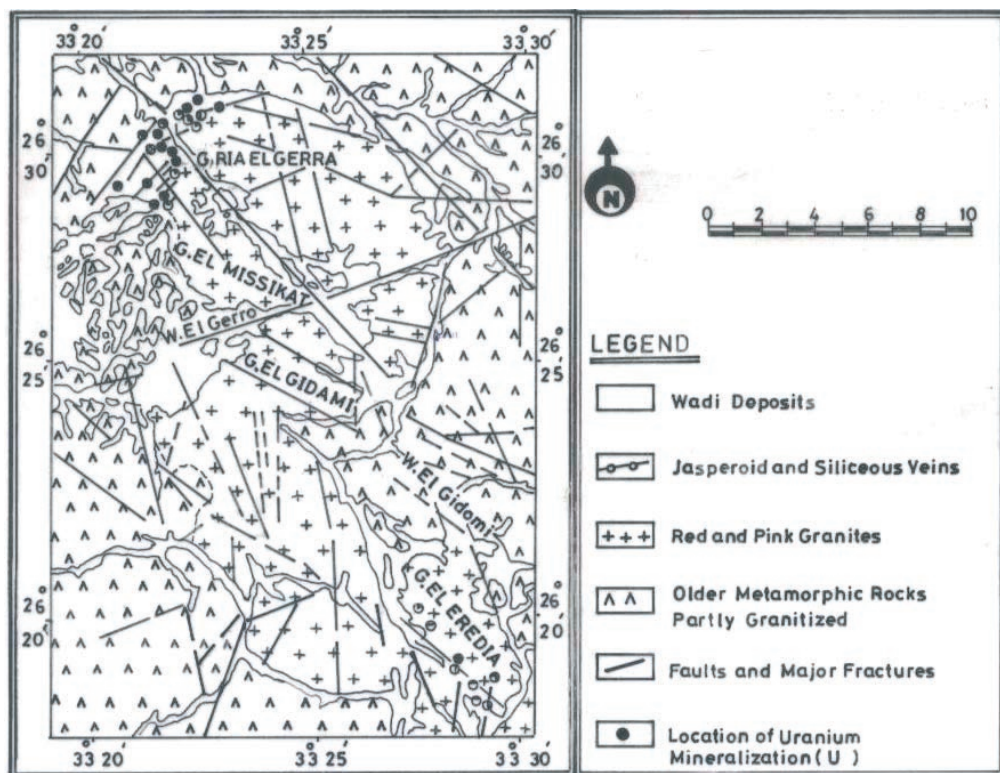 33° 20'
33° 25'
33° 30'
26° 30'
26° 30'
G.RIA EL GERRA
G.EL MISSIKAT
W.El Gerro
26° 25'
26° 25'
G.EL GIDAMI
W.El Gidomi
G.EL EREDIA
26° 20'
26° 20'
33° 20'
33° 25'
33° 30'
N
0 2 4 6 8 10
LEGEND
Wadi Deposits
Jasperoid and Siliceous Veins
Red and Pink Granites
Older Metamorphic Rocks
Partly Granitized
Faults and Major Fractures
Location of Uranium
Mineralization (U)